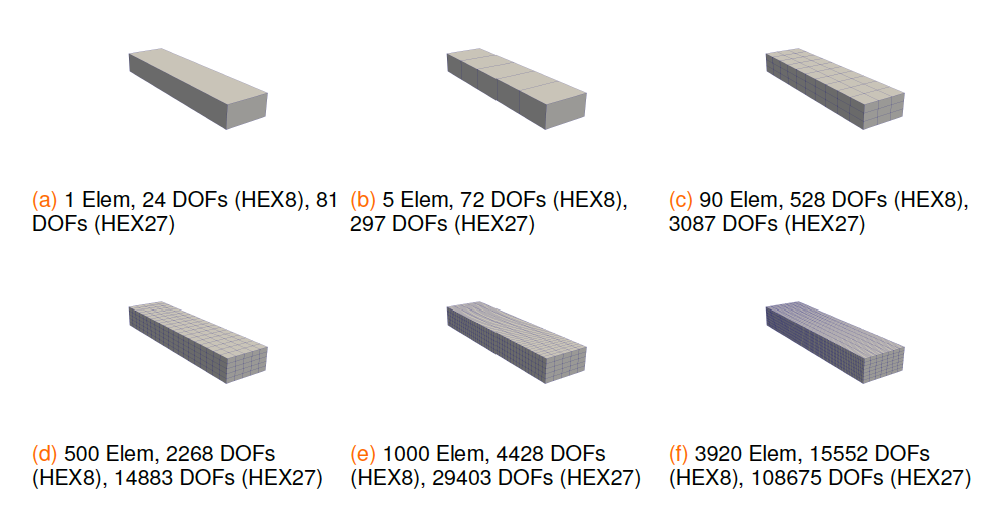 (a) 1 Elem, 24 DOFs (HEX8), 81
DOFs (HEX27)
(b) 5 Elem, 72 DOFs (HEX8),
297 DOFs (HEX27)
(c) 90 Elem, 528 DOFs (HEX8),
3087 DOFs (HEX27)
(d) 500 Elem, 2268 DOFs
(HEX8), 14883 DOFs (HEX27)
(e) 1000 Elem, 4428 DOFs
(HEX8), 29403 DOFs (HEX27)
(f) 3920 Elem, 15552 DOFs
(HEX8), 108675 DOFs (HEX27)